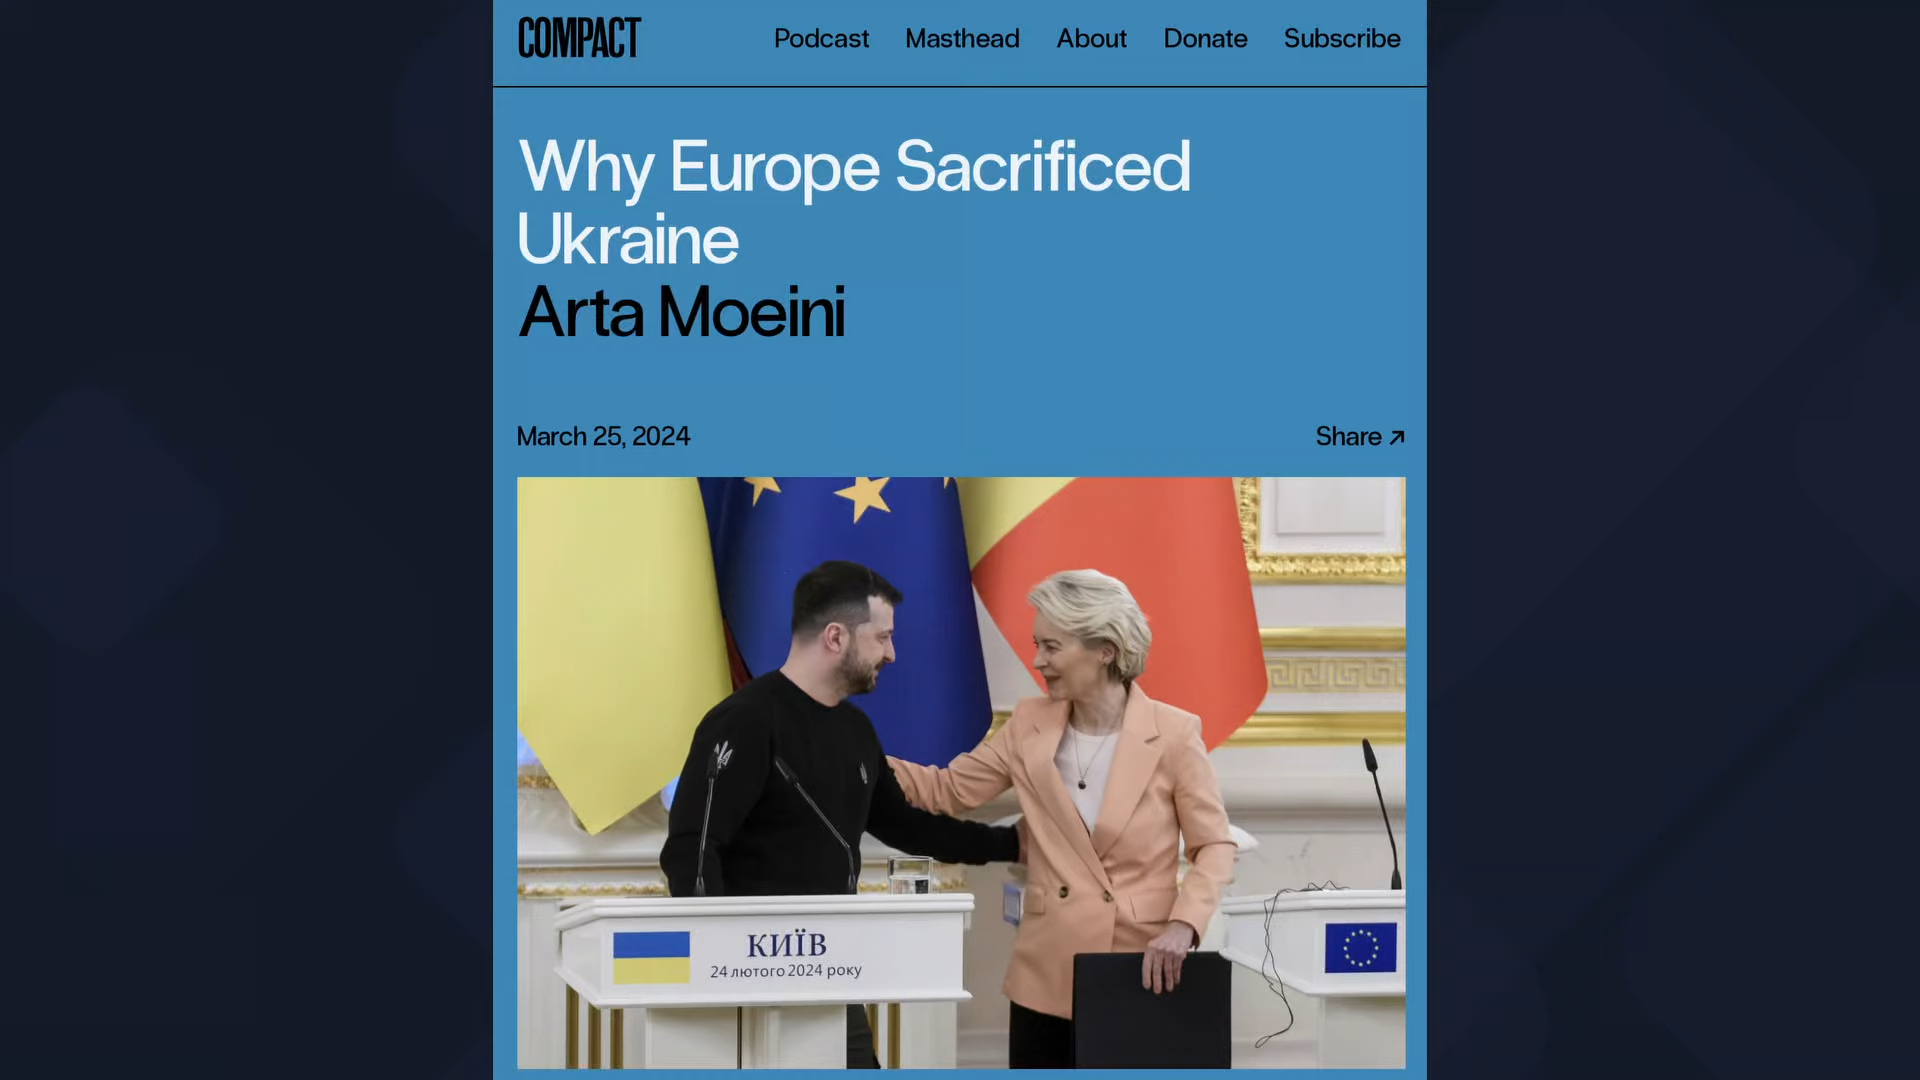 COMPACT
Podcast Masthead About Donate Subscribe
Why Europe Sacrificed
Ukraine
Arta Moeini
March 25, 2024
Share ↗
КИЇВ
24 лютого 2024 року